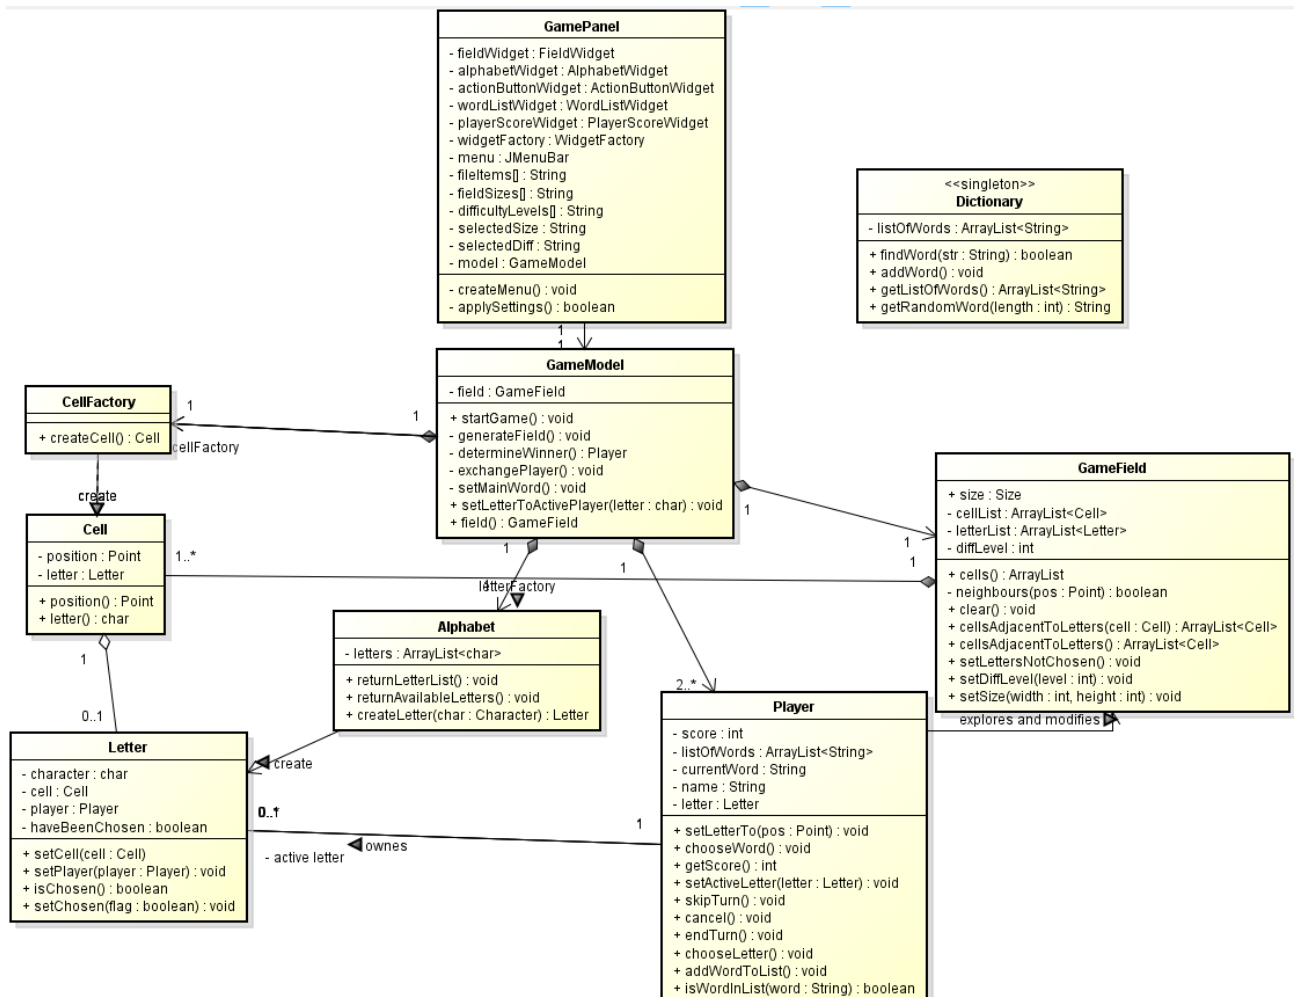 GamePanel
- fieldWidget : FieldWidget
- alphabetWidget : AlphabetWidget
- actionButtonWidget : ActionButtonWidget
- wordListWidget : WordListWidget
- playerScoreWidget : PlayerScoreWidget
- widgetFactory : WidgetFactory
- menu : JMenuBar
- fileItems[] : String
- fieldSizes[] : String
- difficultyLevels[] : String
- selectedSize : String
- selectedDiff : String
- model : GameModel
- createMenu() : void
- applySettings() : boolean
<<singleton>>
Dictionary
- listOfWords : ArrayList<String>
+ findWord(str : String) : boolean
+ addWord() : void
+ getListOfWords() : ArrayList<String>
+ getRandomWord(length : int) : String
1
1
GameModel
- field : GameField
+ startGame() : void
- generateField() : void
- determineWinner() : Player
- exchangePlayer() : void
- setMainWord() : void
+ setLetterToActivePlayer(letter : char) : void
+ field() : GameField
CellFactory
+ createCell() : Cell
1
1
cellFactory
create
Cell
- position : Point
- letter : Letter
+ position() : Point
+ letter() : char
1..*
1
1
1
GameField
+ size : Size
- cellList : ArrayList<Cell>
- letterList : ArrayList<Letter>
- diffLevel : int
+ cells() : ArrayList
- neighbours(pos : Point) : boolean
+ clear() : void
+ cellsAdjacentToLetters(cell : Cell) : ArrayList<Cell>
+ cellsAdjacentToLetters() : ArrayList<Cell>
+ setLettersNotChosen() : void
+ setDiffLevel(level : int) : void
+ setSize(width : int, height : int) : void
1
1
letterFactory
1
Alphabet
- letters : ArrayList<char>
+ returnLetterList() : void
+ returnAvailableLetters() : void
+ createLetter(char : Character) : Letter
1
0..1
2..*
explores and modifies
create
Letter
- character : char
- cell : Cell
- player : Player
- haveBeenChosen : boolean
+ setCell(cell : Cell)
+ setPlayer(player : Player) : void
+ isChosen() : boolean
+ setChosen(flag : boolean) : void
1
- active letter
ownes
Player
- score : int
- listOfWords : ArrayList<String>
- currentWord : String
- name : String
- letter : Letter
+ setLetterTo(pos : Point) : void
+ chooseWord() : void
+ getScore() : int
+ setActiveLetter(letter : Letter) : void
+ skipTurn() : void
+ cancel() : void
+ endTurn() : void
+ chooseLetter() : void
+ addWordToList() : void
+ isWordInList(word : String) : boolean